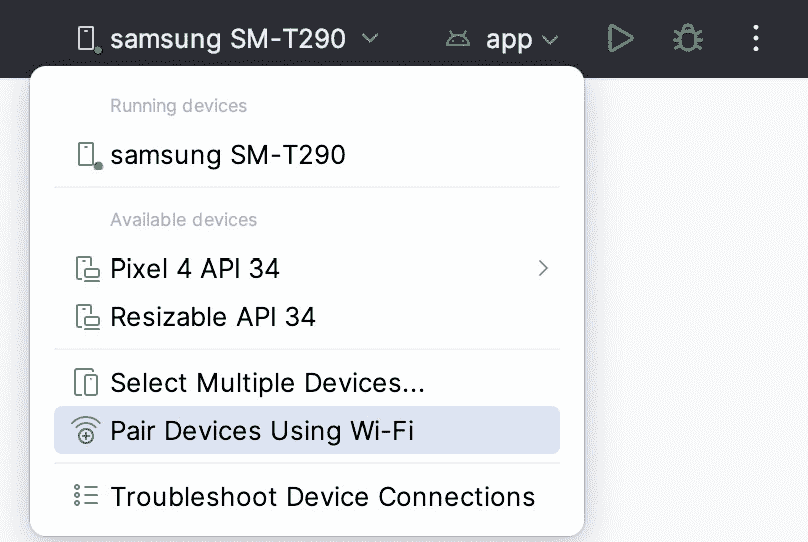 samsung SM-T290 app
Running devices
samsung SM-T290
Available devices
Pixel 4 API 34
Resizable API 34
Select Multiple Devices...
Pair Devices Using Wi-Fi
Troubleshoot Device Connections